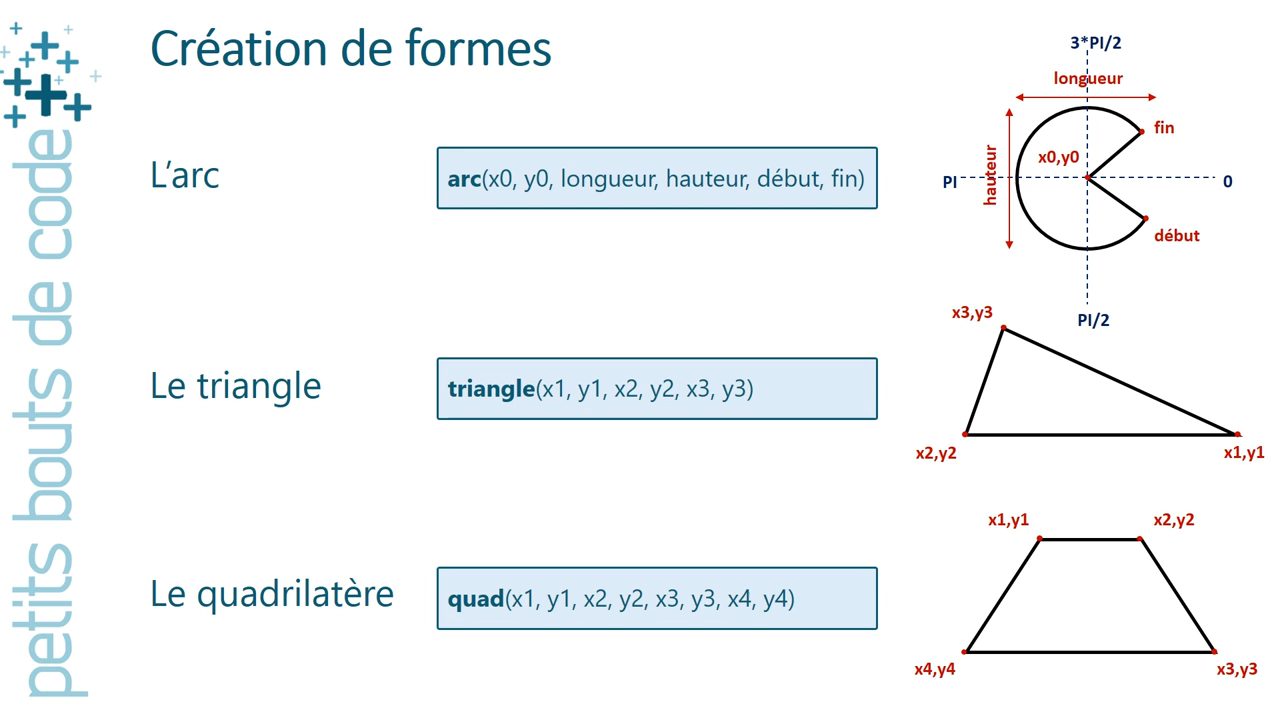 petits bouts de code
Création de formes
L'arc
arc(x0, y0, longueur, hauteur, début, fin)
3*PI/2
longueur
fin
x0,y0
hauteur
PI
0
début
PI/2
Le triangle
triangle(x1, y1, x2, y2, x3, y3)
x3,y3
x2,y2
x1,y1
Le quadrilatère
quad(x1, y1, x2, y2, x3, y3, x4, y4)
x1,y1
x2,y2
x4,y4
x3,y3